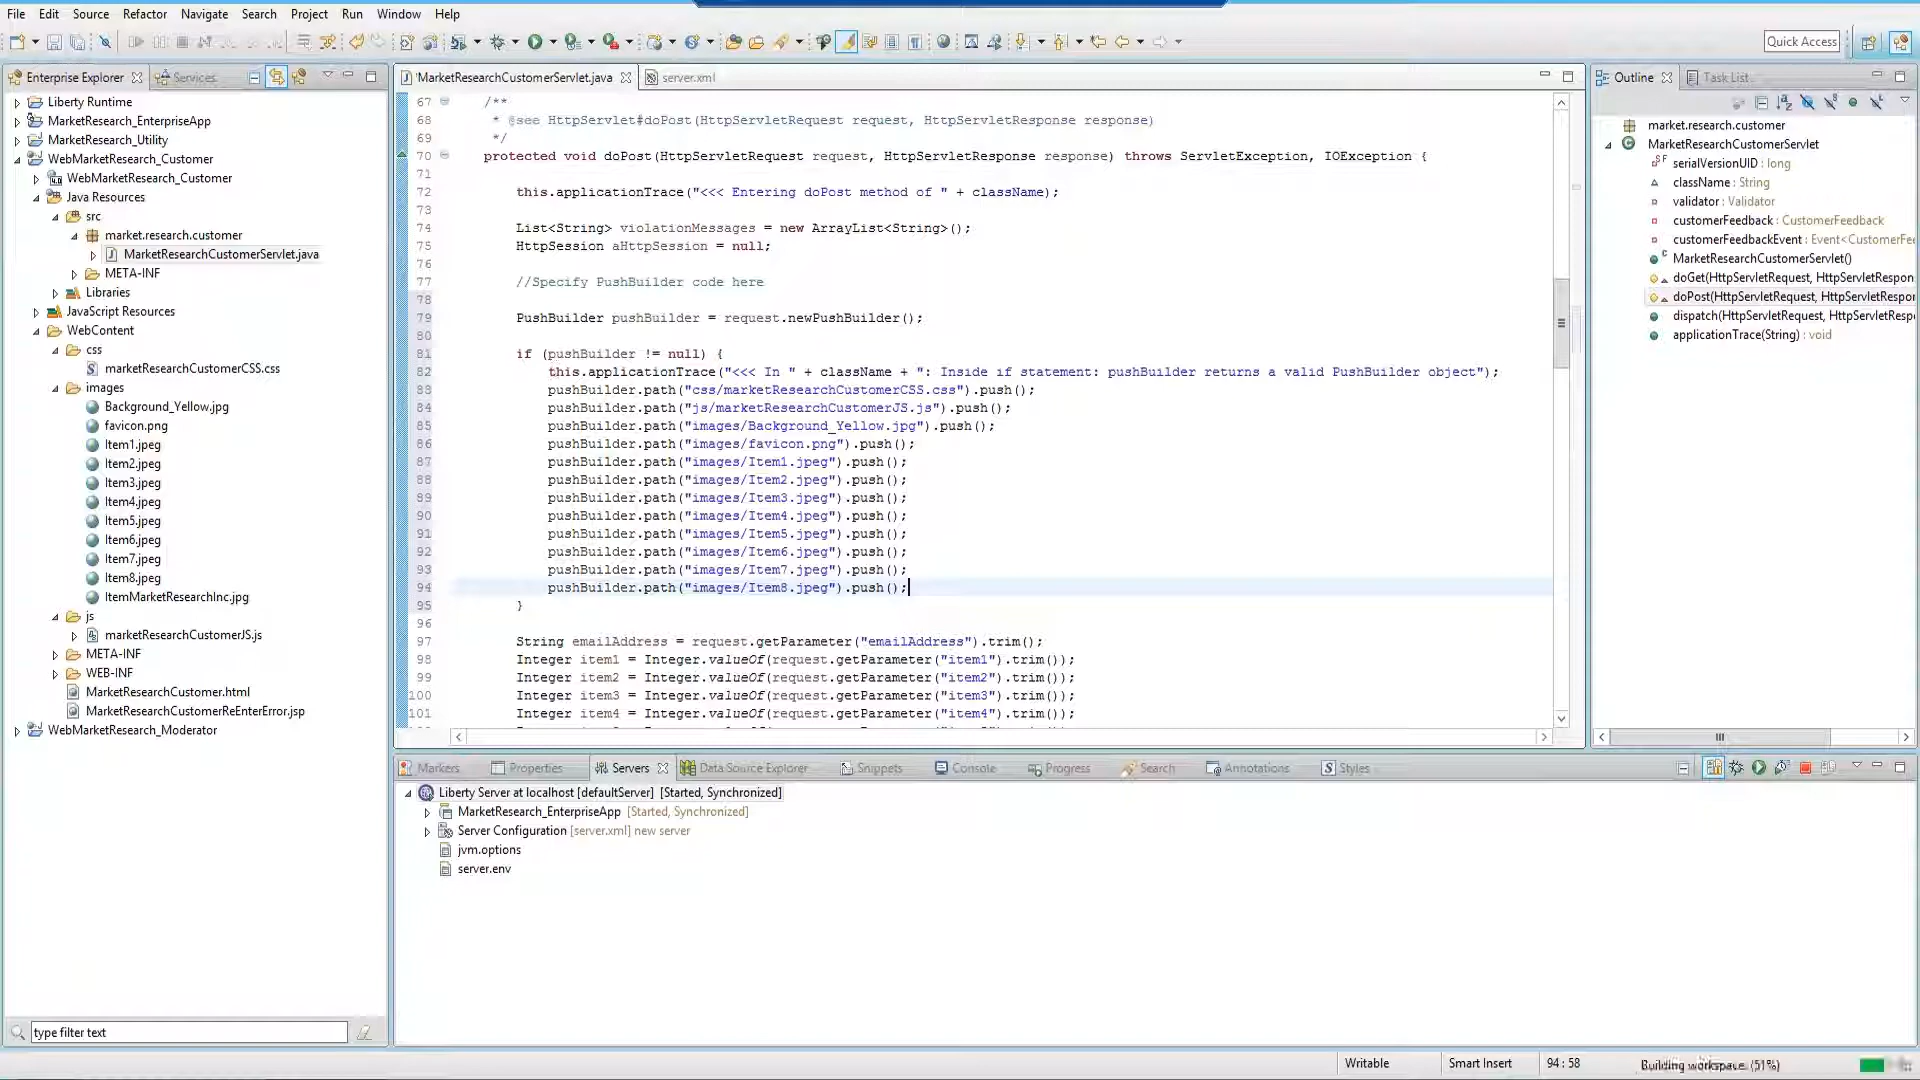 File Edit Source Refactor Navigate Search Project Run Window Help
Quick Access
Enterprise Explorer
Services
Liberty Runtime
MarketResearch_EnterpriseApp
MarketResearch_Utility
WebMarketResearch_Customer
WebMarketResearch_Customer
Java Resources
src
market.research.customer
MarketResearchCustomerServlet.java
META-INF
Libraries
JavaScript Resources
WebContent
css
marketResearchCustomerCSS.css
images
Background_Yellow.jpg
favicon.png
Item1.jpeg
Item2.jpeg
Item3.jpeg
Item4.jpeg
Item5.jpeg
Item6.jpeg
Item7.jpeg
Item8.jpeg
ItemMarketResearchInc.jpg
js
marketResearchCustomerJS.js
META-INF
WEB-INF
MarketResearchCustomer.html
MarketResearchCustomerReEnterError.jsp
WebMarketResearch_Moderator
type filter text
*MarketResearchCustomerServlet.java
server.xml
67 /**
68 * @see HttpServlet#doPost(HttpServletRequest request, HttpServletResponse response)
69 */
70 protected void doPost(HttpServletRequest request, HttpServletResponse response) throws ServletException, IOException {
71
72 this.applicationTrace("<<< Entering doPost method of " + className);
73
74 List<String> violationMessages = new ArrayList<String>();
75 HttpSession aHttpSession = null;
76
77 //Specify PushBuilder code here
78
79 PushBuilder pushBuilder = request.newPushBuilder();
80
81 if (pushBuilder != null) {
82 this.applicationTrace("<<< In " + className + ": Inside if statement: pushBuilder returns a valid PushBuilder object");
83 pushBuilder.path("css/marketResearchCustomerCSS.css").push();
84 pushBuilder.path("js/marketResearchCustomerJS.js").push();
85 pushBuilder.path("images/Background_Yellow.jpg").push();
86 pushBuilder.path("images/favicon.png").push();
87 pushBuilder.path("images/Item1.jpeg").push();
88 pushBuilder.path("images/Item2.jpeg").push();
89 pushBuilder.path("images/Item3.jpeg").push();
90 pushBuilder.path("images/Item4.jpeg").push();
91 pushBuilder.path("images/Item5.jpeg").push();
92 pushBuilder.path("images/Item6.jpeg").push();
93 pushBuilder.path("images/Item7.jpeg").push();
94 pushBuilder.path("images/Item8.jpeg").push();
95 }
96
97 String emailAddress = request.getParameter("emailAddress").trim();
98 Integer item1 = Integer.valueOf(request.getParameter("item1").trim());
99 Integer item2 = Integer.valueOf(request.getParameter("item2").trim());
100 Integer item3 = Integer.valueOf(request.getParameter("item3").trim());
101 Integer item4 = Integer.valueOf(request.getParameter("item4").trim());
Outline
Task List
market.research.customer
MarketResearchCustomerServlet
serialVersionUID : long
className : String
validator : Validator
customerFeedback : CustomerFeedback
customerFeedbackEvent : Event<CustomerFee
MarketResearchCustomerServlet()
doGet(HttpServletRequest, HttpServletRespon
doPost(HttpServletRequest, HttpServletRespor
dispatch(HttpServletRequest, HttpServletResp
applicationTrace(String) : void
Markers Properties Servers Data Source Explorer Snippets Console Progress Search Annotations Styles
Liberty Server at localhost [defaultServer] [Started, Synchronized]
MarketResearch_EnterpriseApp [Started, Synchronized]
Server Configuration [server.xml] new server
jvm.options
server.env
Writable Smart Insert 94 : 58 Building workspace: (51%)